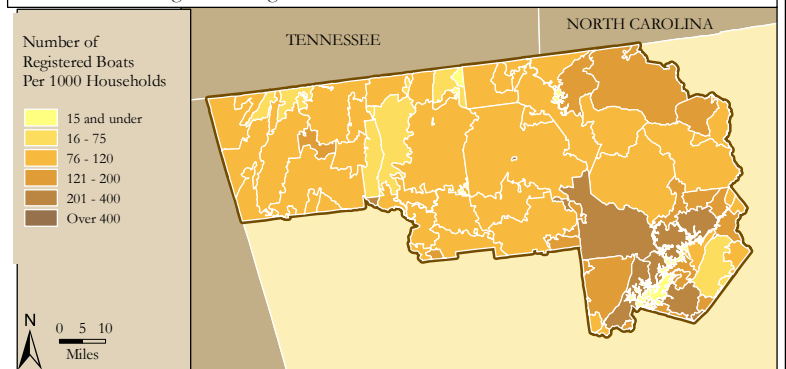 NORTH CAROLINA
TENNESSEE
Number of
Registered Boats
Per 1000 Households
15 and under
16 - 75
76 - 120
121 - 200
201 - 400
Over 400
N
0 5 10
Miles